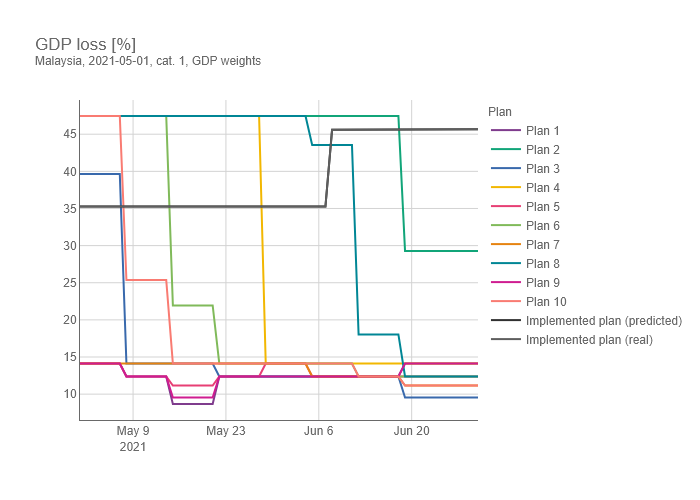 GDP loss [%]
Malaysia, 2021-05-01, cat. 1, GDP weights
Plan
Plan 1
Plan 2
Plan 3
Plan 4
Plan 5
Plan 6
Plan 7
Plan 8
Plan 9
Plan 10
Implemented plan (predicted)
Implemented plan (real)
45
40
35
30
25
20
15
10
May 9
2021
May 23
Jun 6
Jun 20